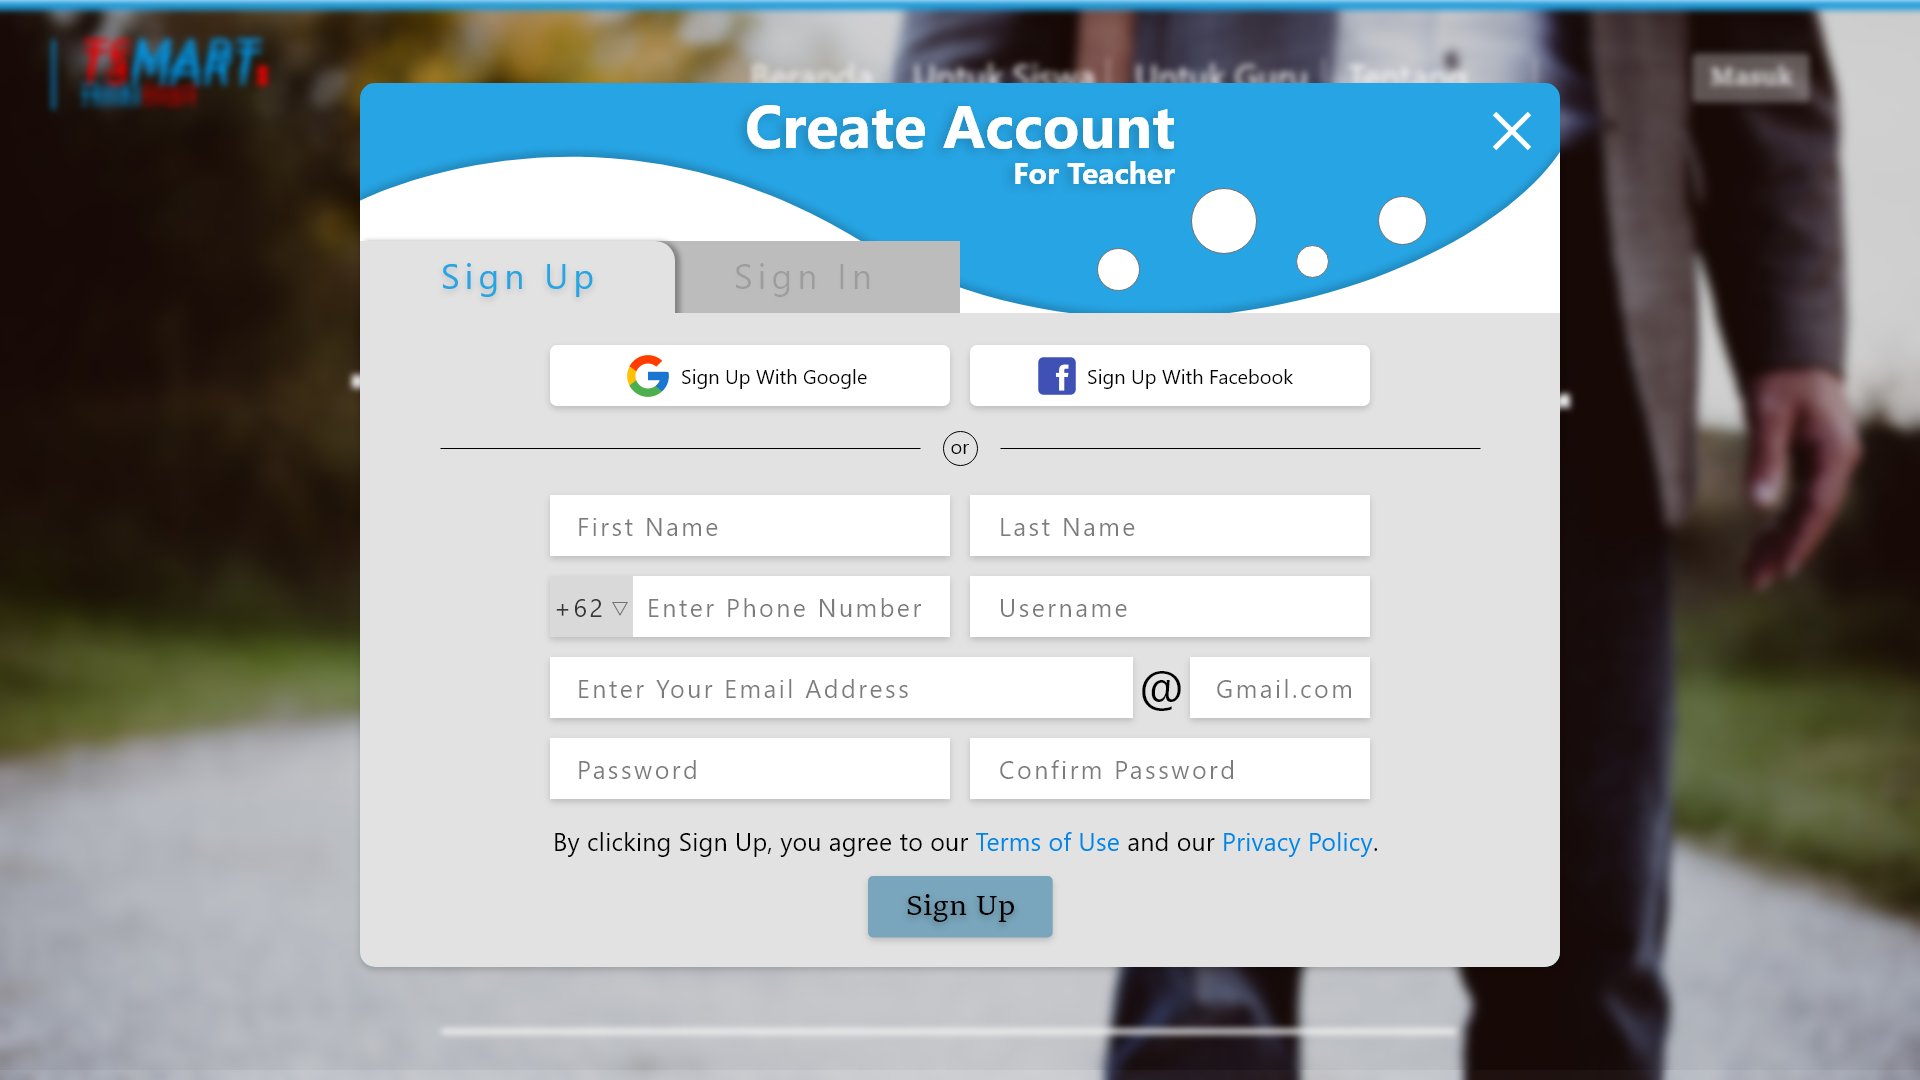 TSMART
Beranda Untuk Siswa Untuk Guru Tentang
Masuk
Create Account
For Teacher
Sign Up
Sign In
Sign Up With Google
Sign Up With Facebook
or
First Name
Last Name
+62 ▽ Enter Phone Number
Username
Enter Your Email Address @ Gmail.com
Password
Confirm Password
By clicking Sign Up, you agree to our Terms of Use and our Privacy Policy.
Sign Up